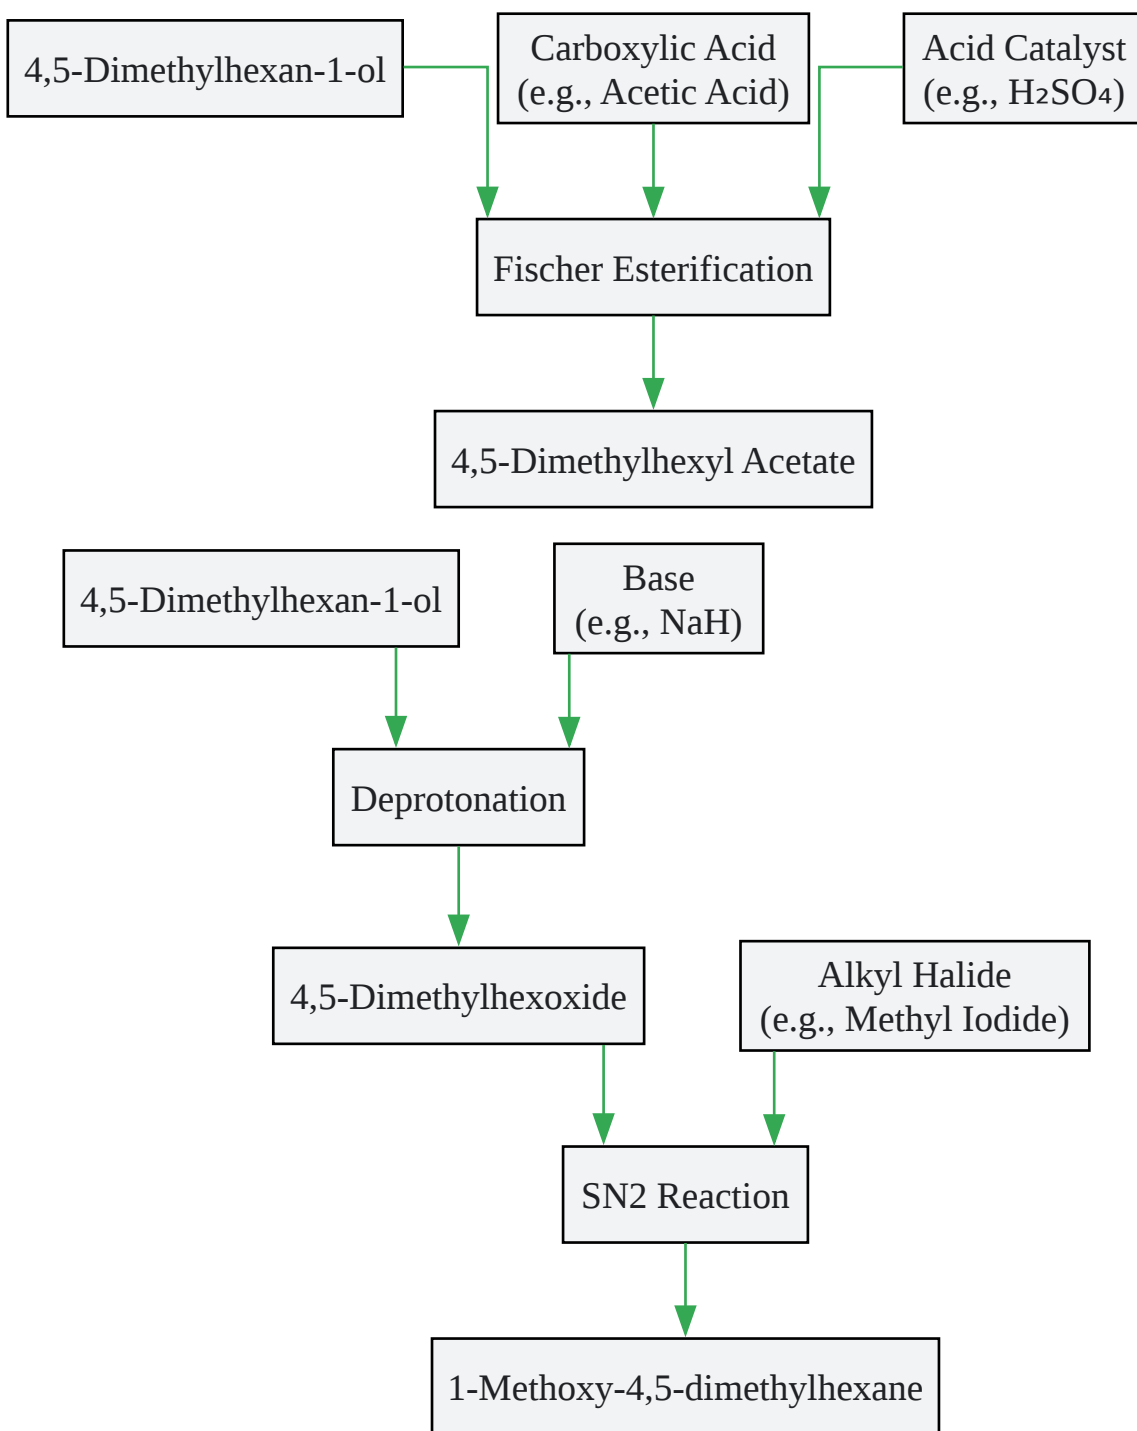 4,5-Dimethylhexan-1-ol
Carboxylic Acid
(e.g., Acetic Acid)
Acid Catalyst
(e.g., H₂SO₄)
Fischer Esterification
4,5-Dimethylhexyl Acetate
4,5-Dimethylhexan-1-ol
Base
(e.g., NaH)
Deprotonation
4,5-Dimethylhexoxide
Alkyl Halide
(e.g., Methyl Iodide)
SN2 Reaction
1-Methoxy-4,5-dimethylhexane